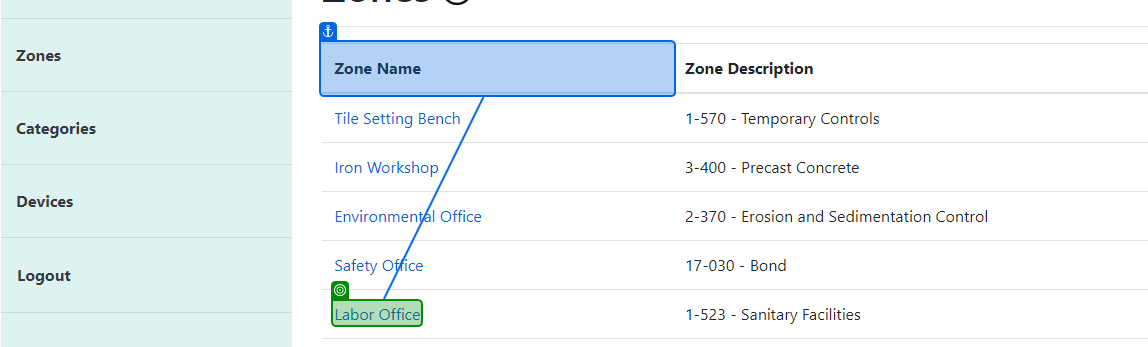 Zones
Zones
Categories
Devices
Logout
Zone Name Zone Description
Tile Setting Bench 1-570 - Temporary Controls
Iron Workshop 3-400 - Precast Concrete
Environmental Office 2-370 - Erosion and Sedimentation Control
Safety Office 17-030 - Bond
Labor Office 1-523 - Sanitary Facilities